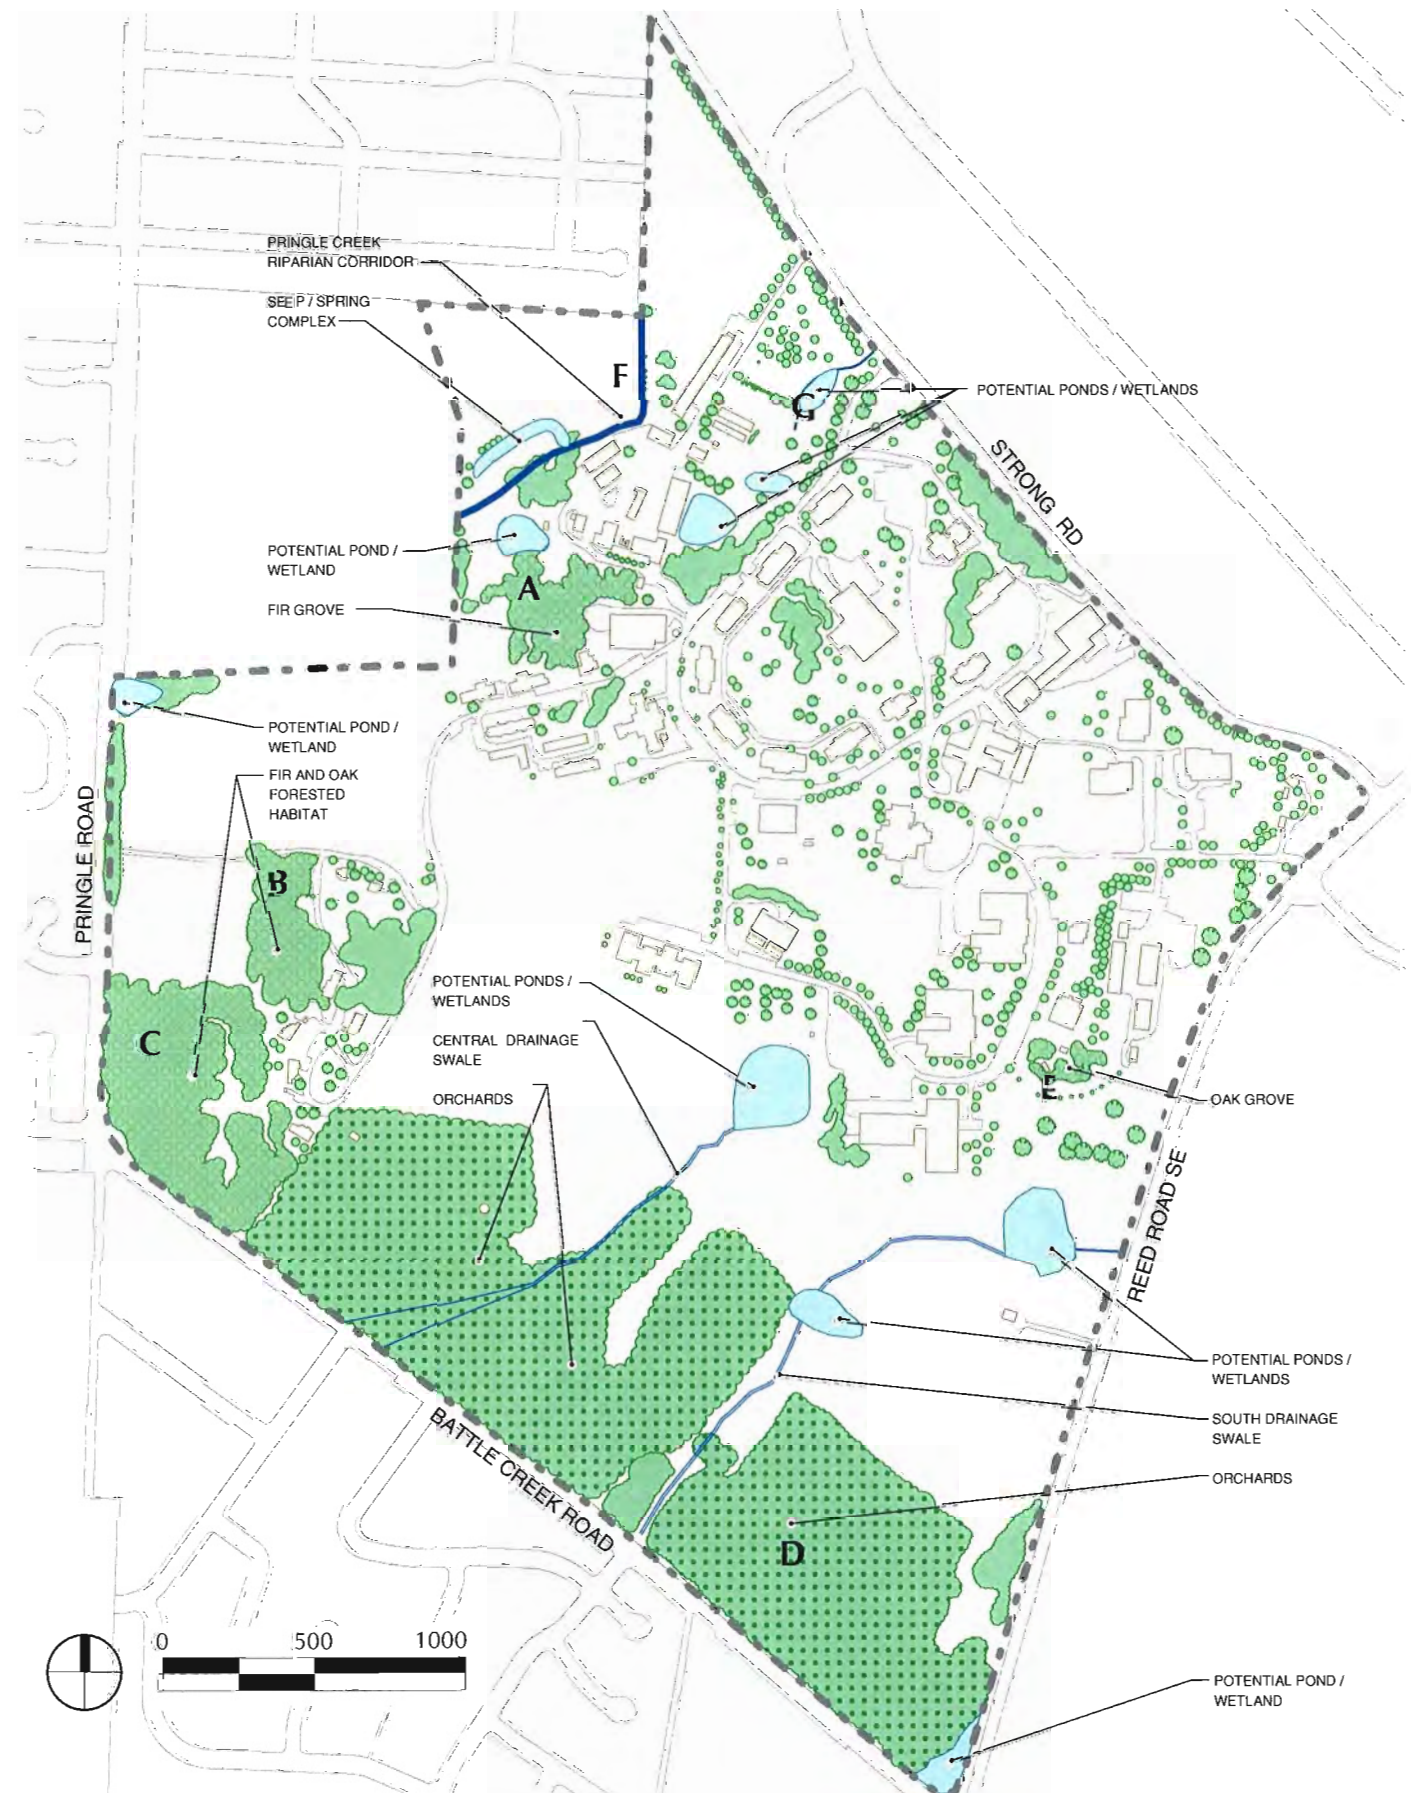 PRINGLE CREEK
RIPARIAN CORRIDOR
SEEP / SPRING
COMPLEX
F
G
POTENTIAL PONDS / WETLANDS
STRONG RD
POTENTIAL POND /
WETLAND
A
FIR GROVE
POTENTIAL POND /
WETLAND
FIR AND OAK
FORESTED
HABITAT
PRINGLE ROAD
B
C
POTENTIAL PONDS /
WETLANDS
CENTRAL DRAINAGE
SWALE
ORCHARDS
E
OAK GROVE
REED ROAD SE
POTENTIAL PONDS /
WETLANDS
SOUTH DRAINAGE
SWALE
BATTLE CREEK ROAD
ORCHARDS
D
0 500 1000
POTENTIAL POND /
WETLAND